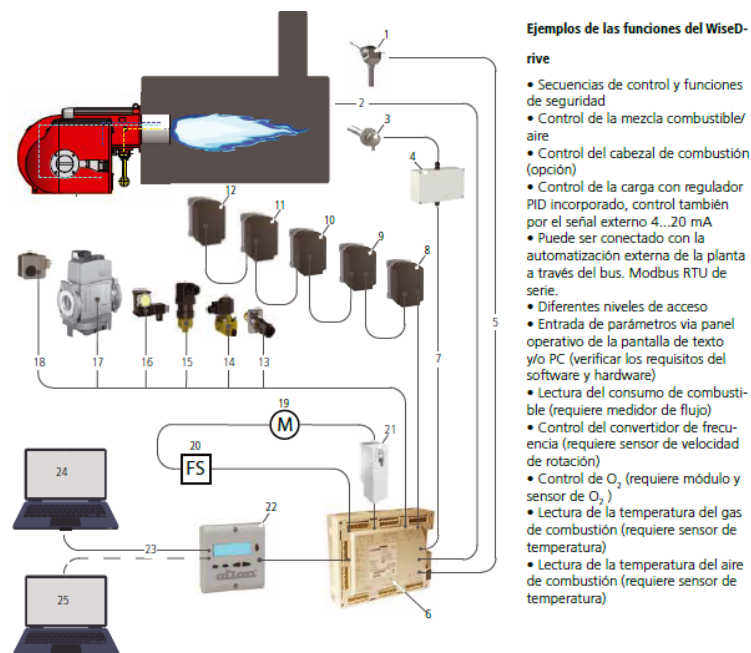 Ejemplos de las funciones del WiseD-
rive
• Secuencias de control y funciones
de seguridad
• Control de la mezcla combustible/
aire
• Control del cabezal de combustión
(opción)
• Control de la carga con regulador
PID incorporado, control también
por el señal externo 4...20 mA
• Puede ser conectado con la
automatización externa de la planta
a través del bus. Modbus RTU de
serie.
• Diferentes niveles de acceso
• Entrada de parámetros via panel
operativo de la pantalla de texto
y/o PC (verificar los requisitos del
software y hardware)
• Lectura del consumo de combusti-
ble (requiere medidor de flujo)
• Control del convertidor de frecu-
encia (requiere sensor de velocidad
de rotación)
• Control de O₂ (requiere módulo y
sensor de O₂ )
• Lectura de la temperatura del gas
de combustión (requiere sensor de
temperatura)
• Lectura de la temperatura del aire
de combustión (requiere sensor de
temperatura)
1
2
3
4
12
11
10
9
8
5
7
18
17
16
15
14
13
19
M
21
20
FS
24
22
23
25
6